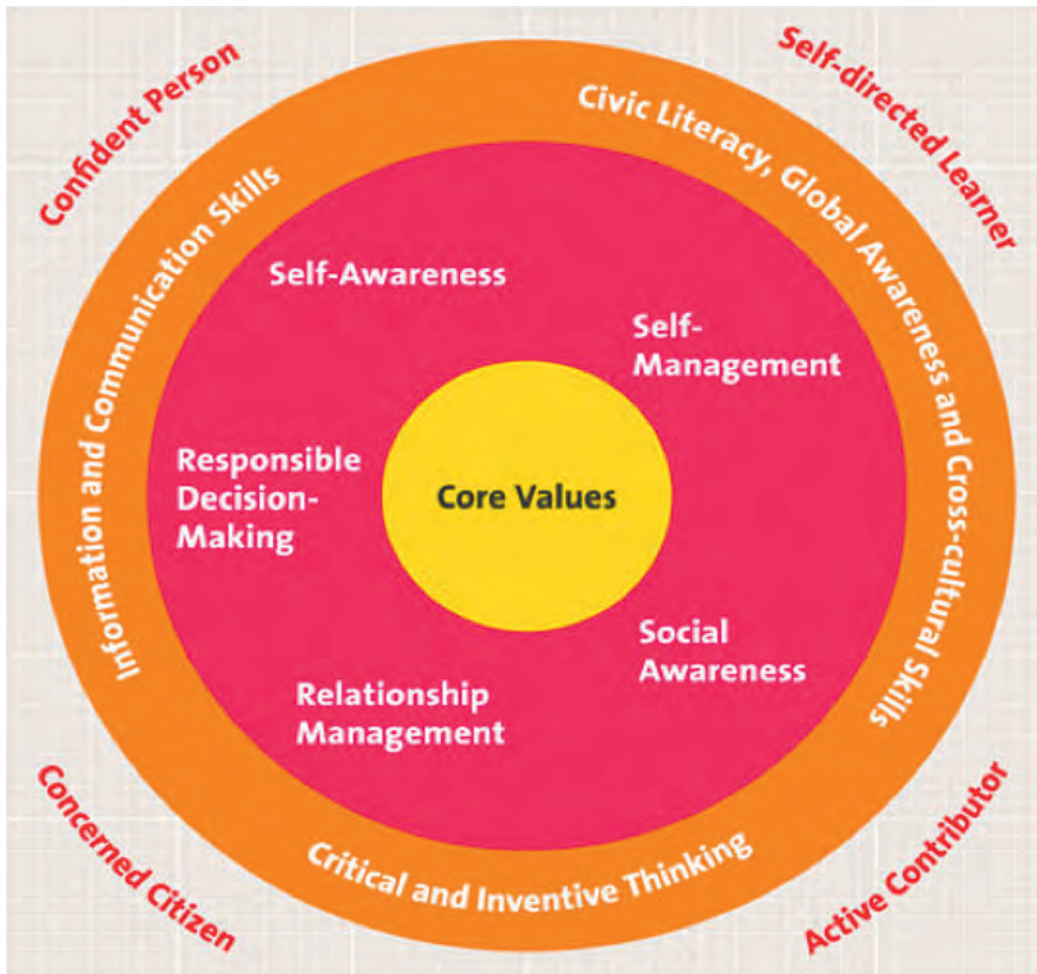 Confident Person
Self-directed Learner
Information and Communication Skills
Civic Literacy, Global Awareness and Cross-cultural Skills
Self-Awareness
Self-
Management
Responsible
Decision-
Making
Core Values
Social
Awareness
Relationship
Management
Critical and Inventive Thinking
Concerned Citizen
Active Contributor